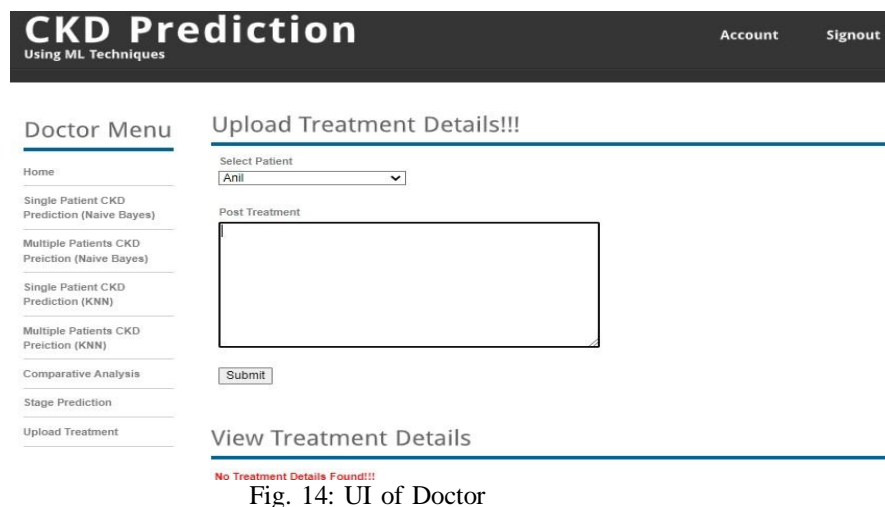 CKD Prediction
Using ML Techniques
Account
Signout
Doctor Menu
Home
Single Patient CKD
Prediction (Naive Bayes)
Multiple Patients CKD
Preiction (Naive Bayes)
Single Patient CKD
Prediction (KNN)
Multiple Patients CKD
Preiction (KNN)
Comparative Analysis
Stage Prediction
Upload Treatment
Upload Treatment Details!!!
Select Patient
Anil
Post Treatment
Submit
View Treatment Details
No Treatment Details Found!!!
Fig. 14: UI of Doctor